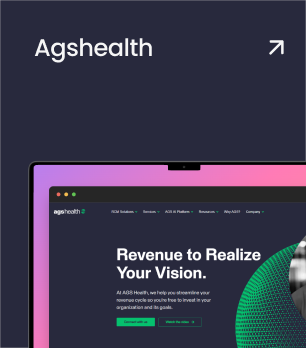 Agshealth
agshealth
RCM Solutions Services AGS AI Platform Resources Why AGS? Company
Revenue to Realize
Your Vision.
At AGS Health, we help you streamline your
revenue cycle so you're free to invest in your
organization and its goals.
Connect with us Watch the video